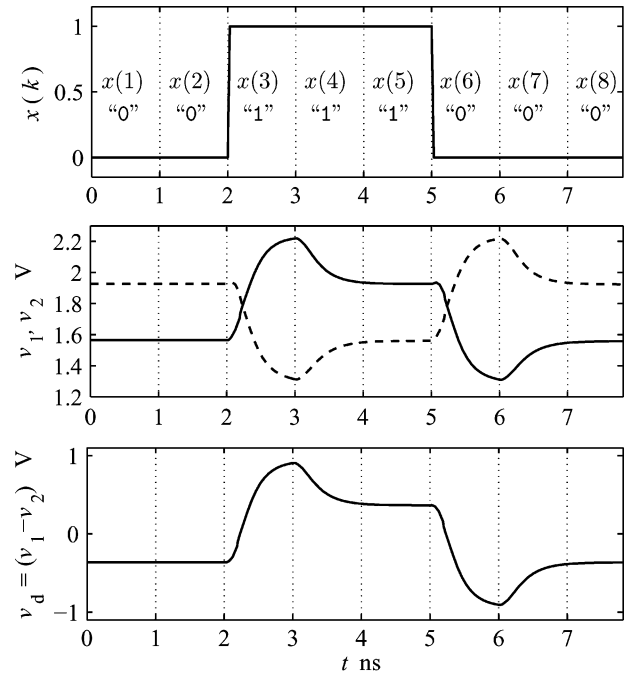 1
0.5
0
x(k)
x(1) x(2) x(3) x(4) x(5) x(6) x(7) x(8)
“0” “0” “1” “1” “1” “0” “0” “0”
0 1 2 3 4 5 6 7
2.2
2
1.8
1.6
1.4
1.2
v1, v2 V
0 1 2 3 4 5 6 7
1
0
−1
vd = (v1−v2) V
0 1 2 3 4 5 6 7
t ns